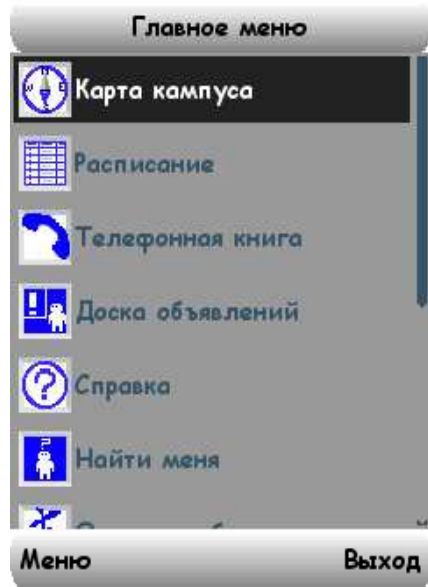 Главное меню
Карта кампуса
Расписание
Телефонная книга
Доска объявлений
Справка
Найти меня
Меню
Выход